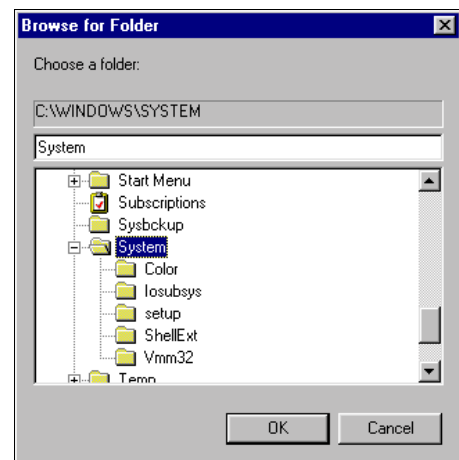 Browse for Folder
Choose a folder:
C:\WINDOWS\SYSTEM
System
Start Menu
Subscriptions
Sysbckup
System
Color
Iosubsys
setup
ShellExt
Vmm32
Temp
OK
Cancel